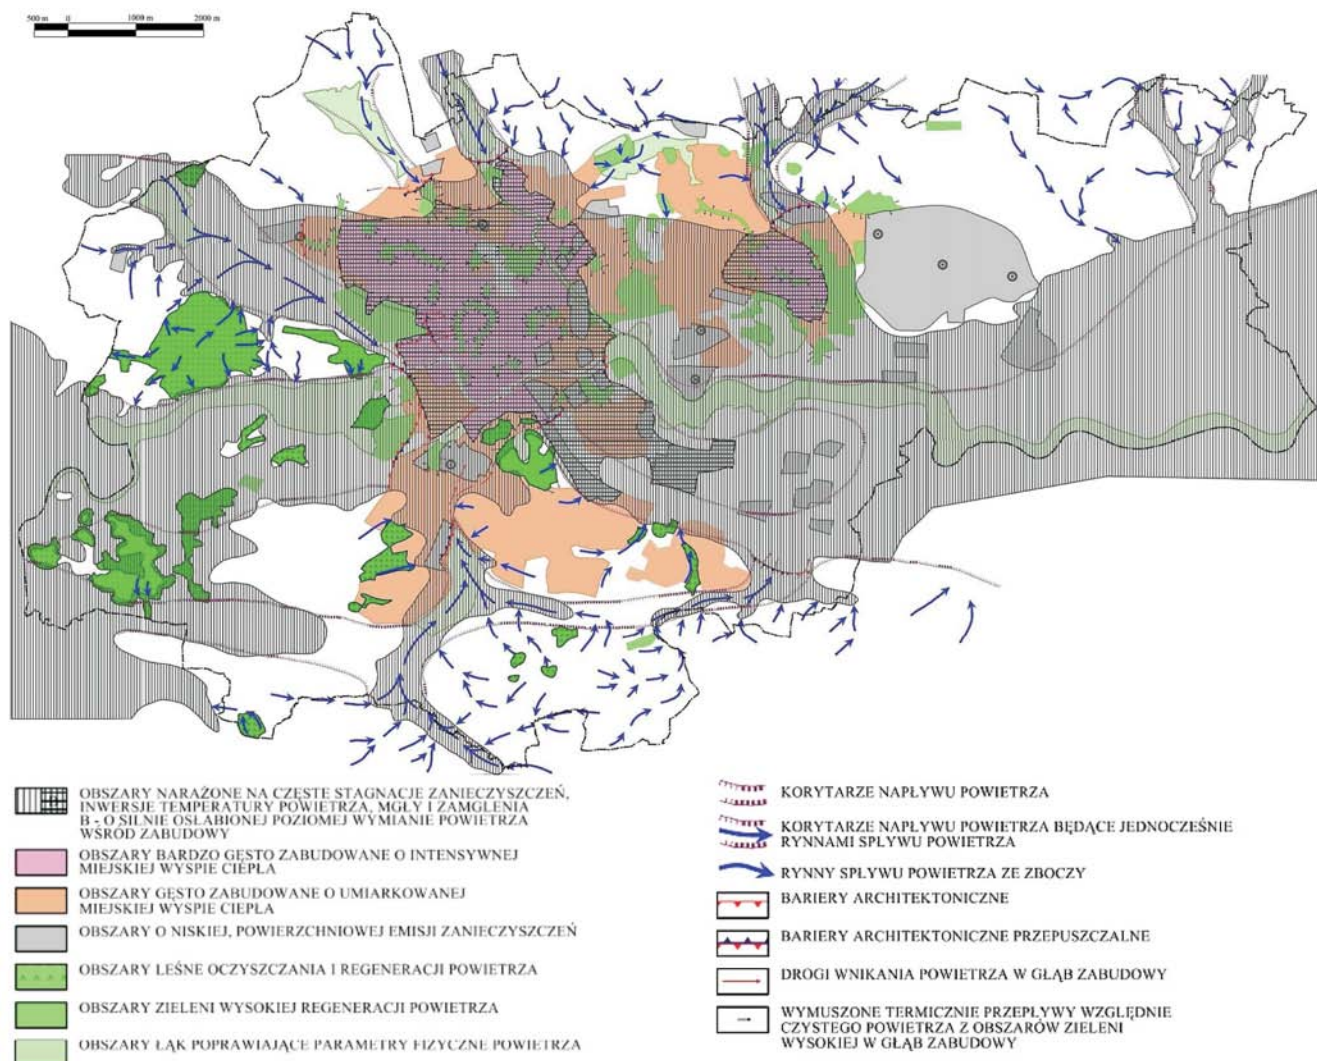 500 m 0 1000 m 2000 m
OBSZARY NARAŻONE NA CZĘSTE STAGNACJE ZANIECZYSZCZEŃ,
INWERSJE TEMPERATURY POWIETRZA, MGŁY I ZAMGLENIA
B - O SILNIE OSŁABIONEJ POZIOMEJ WYMIANIE POWIETRZA
WŚRÓD ZABUDOWY
OBSZARY BARDZO GĘSTO ZABUDOWANE O INTENSYWNEJ
MIEJSKIEJ WYSPIE CIEPŁA
OBSZARY GĘSTO ZABUDOWANE O UMIARKOWANEJ
MIEJSKIEJ WYSPIE CIEPŁA
OBSZARY O NISKIEJ, POWIERZCHNIOWEJ EMISJI ZANIECZYSZCZEŃ
OBSZARY LEŚNE OCZYSZCZANIA I REGENERACJI POWIETRZA
OBSZARY ZIELENI WYSOKIEJ REGENERACJI POWIETRZA
OBSZARY ŁĄK POPRAWIAJĄCE PARAMETRY FIZYCZNE POWIETRZA
KORYTARZE NAPŁYWU POWIETRZA
KORYTARZE NAPŁYWU POWIETRZA BĘDĄCE JEDNOCZEŚNIE
RYNNAMI SPŁYWU POWIETRZA
RYNNY SPŁYWU POWIETRZA ZE ZBOCZY
BARIERY ARCHITEKTONICZNE
BARIERY ARCHITEKTONICZNE PRZEPUSZCZALNE
DROGI WNIKANIA POWIETRZA W GŁĄB ZABUDOWY
WYMUSZONE TERMICZNIE PRZEPŁYWY WZGLĘDNIE
CZYSTEGO POWIETRZA Z OBSZARÓW ZIELENI
WYSOKIEJ W GŁĄB ZABUDOWY